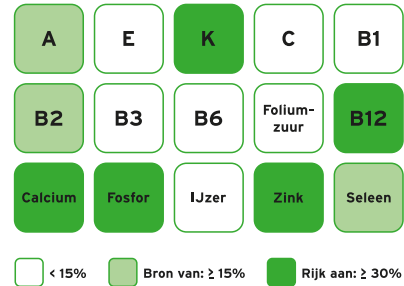 A E K C B1
B2 B3 B6 Folium-
zuur B12
Calcium Fosfor IJzer Zink Seleen
< 15% Bron van: ≥ 15% Rijk aan: ≥ 30%